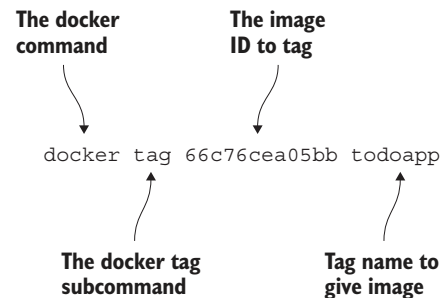 The docker
command
The image
ID to tag
docker tag 66c76cea05bb todoapp
The docker tag
subcommand
Tag name to
give image